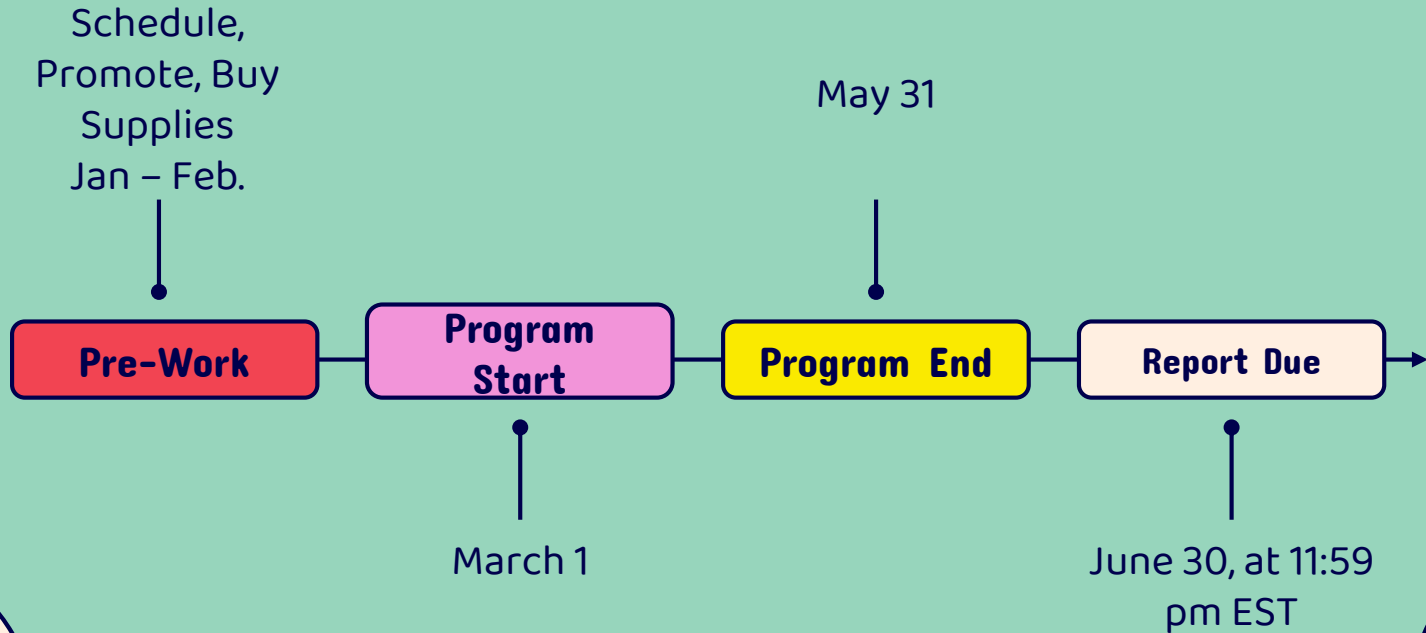 Schedule,
Promote, Buy
Supplies
Jan – Feb.
May 31
Pre-Work
Program
Start
Program End
Report Due
March 1
June 30, at 11:59
pm EST